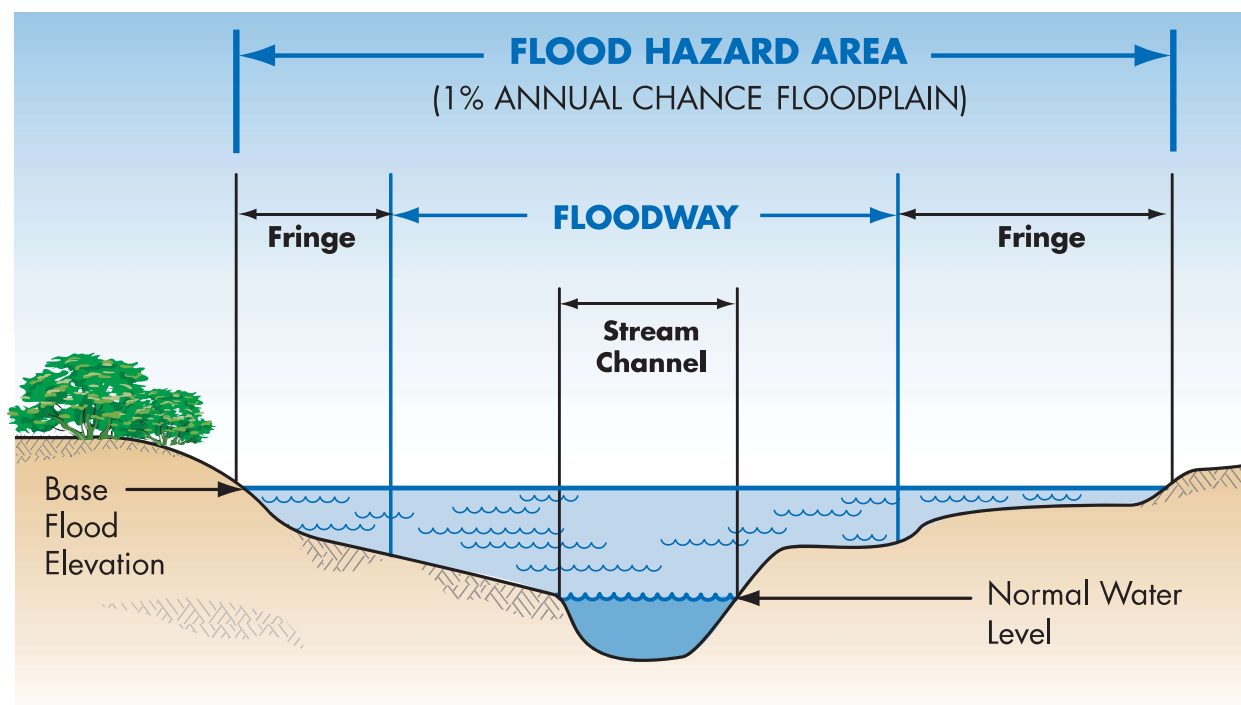 FLOOD HAZARD AREA
(1% ANNUAL CHANCE FLOODPLAIN)
Fringe
FLOODWAY
Fringe
Stream
Channel
Base
Flood
Elevation
Normal Water
Level